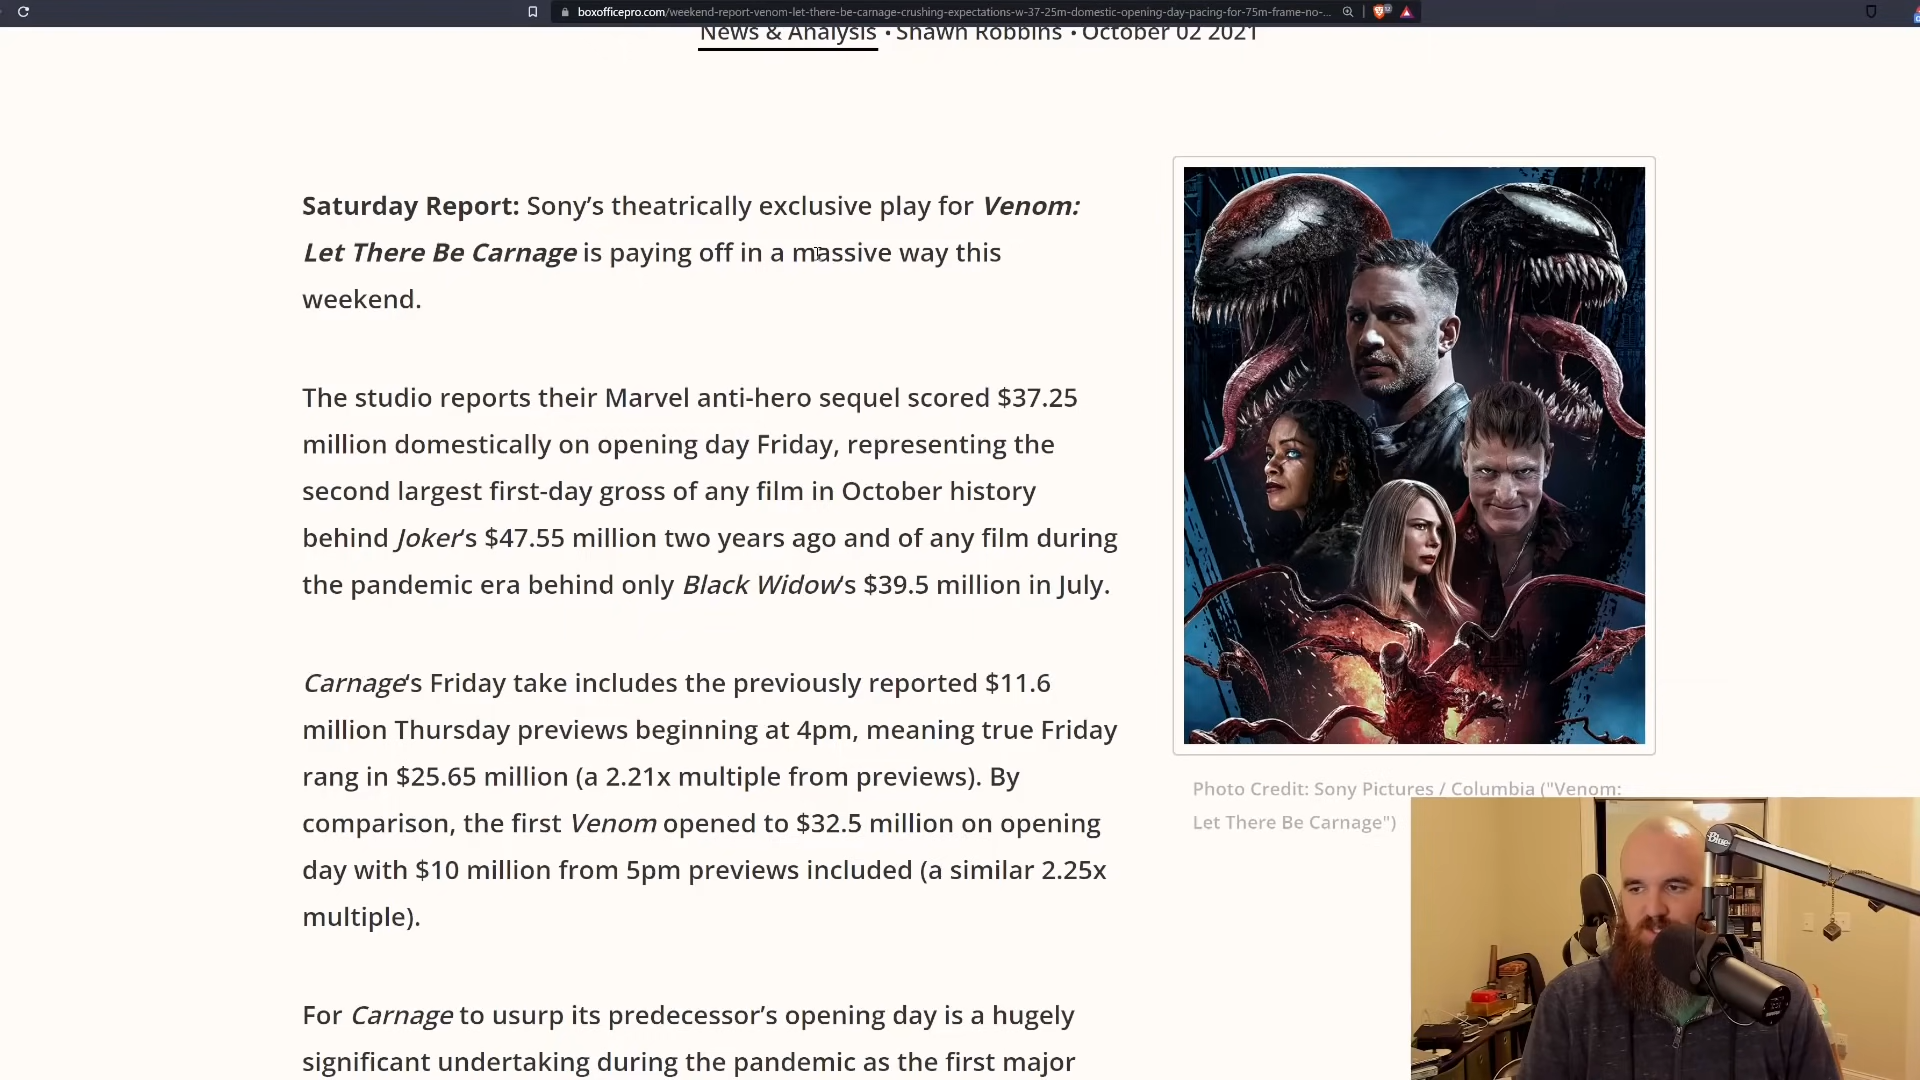 boxofficepro.com/weekend-report-venom-let-there-be-carnage-crushing-expectations-w-37-25m-domestic-opening-day-pacing-for-75m-frame-no-...
News & Analysis • Shawn Robbins • October 02 2021
Saturday Report: Sony’s theatrically exclusive play for Venom:
Let There Be Carnage is paying off in a massive way this
weekend.
The studio reports their Marvel anti-hero sequel scored $37.25
million domestically on opening day Friday, representing the
second largest first-day gross of any film in October history
behind Joker‘s $47.55 million two years ago and of any film during
the pandemic era behind only Black Widow‘s $39.5 million in July.
Carnage‘s Friday take includes the previously reported $11.6
million Thursday previews beginning at 4pm, meaning true Friday
rang in $25.65 million (a 2.21x multiple from previews). By
comparison, the first Venom opened to $32.5 million on opening
day with $10 million from 5pm previews included (a similar 2.25x
multiple).
For Carnage to usurp its predecessor’s opening day is a hugely
significant undertaking during the pandemic as the first major
Photo Credit: Sony Pictures / Columbia ("Venom:
Let There Be Carnage")
Blue